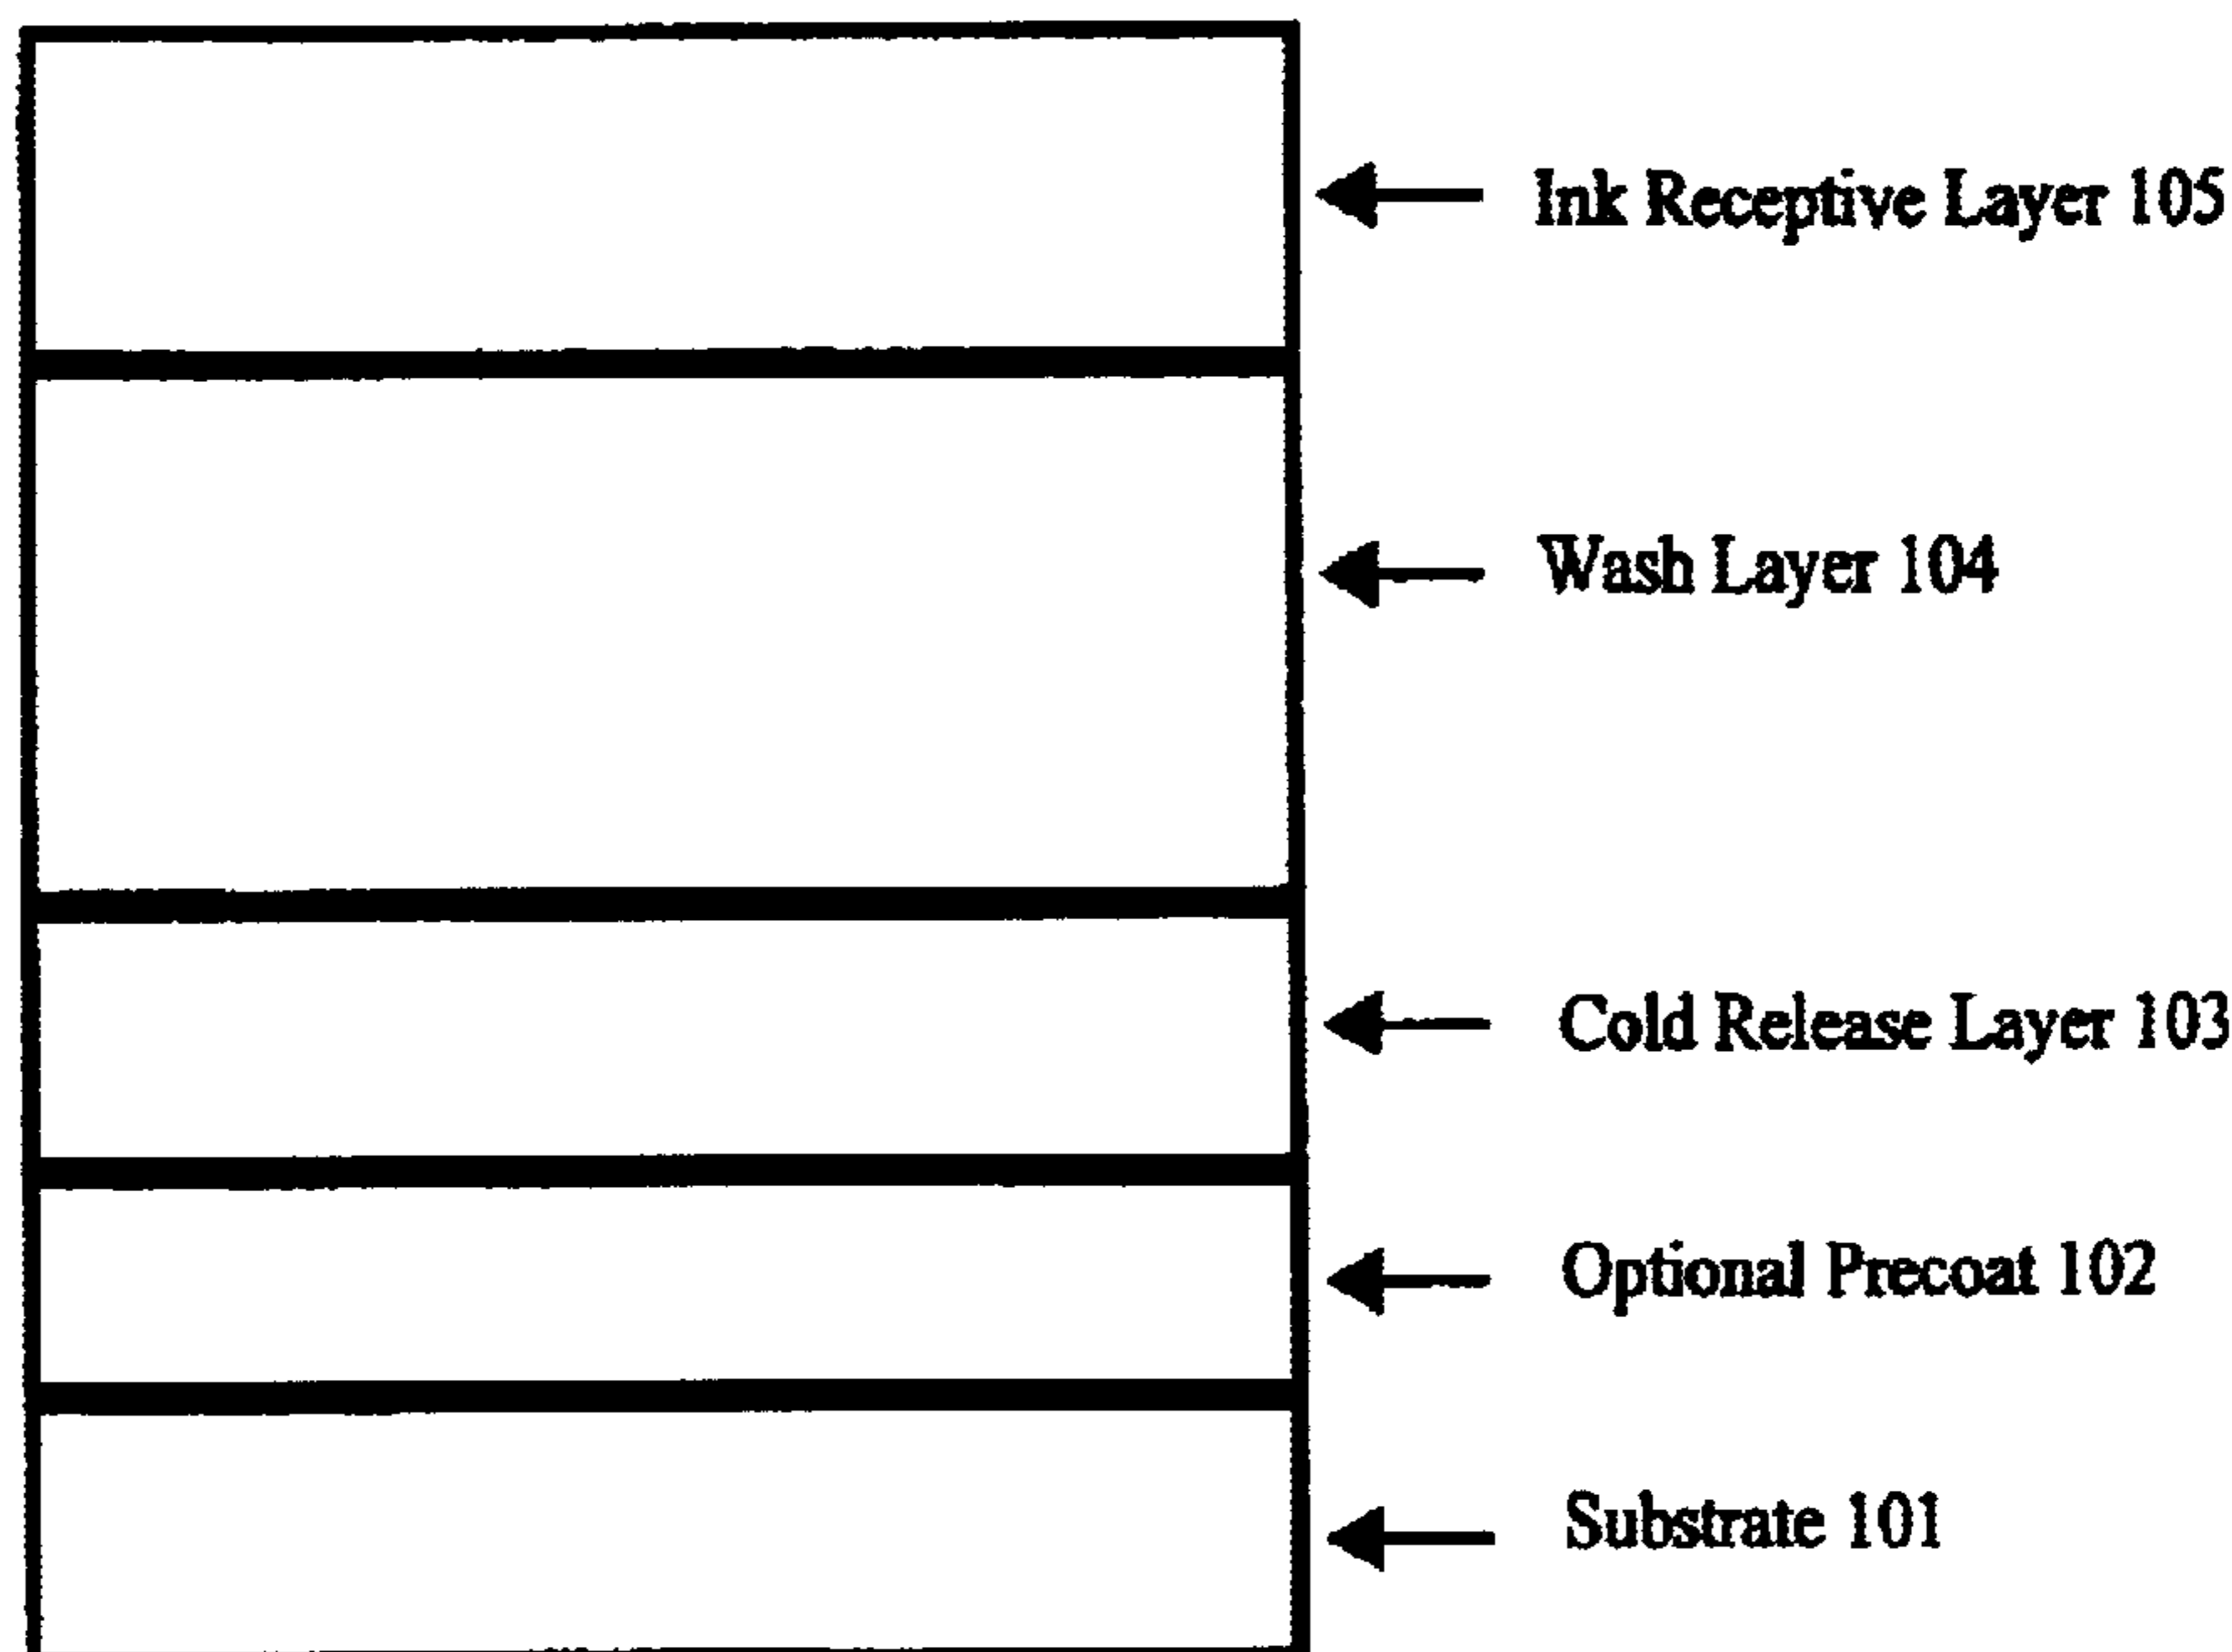 Ink Receptive Layer 105
Wash Layer 104
Cold Release Layer 103
Optional Precoat 102
Substrate 101